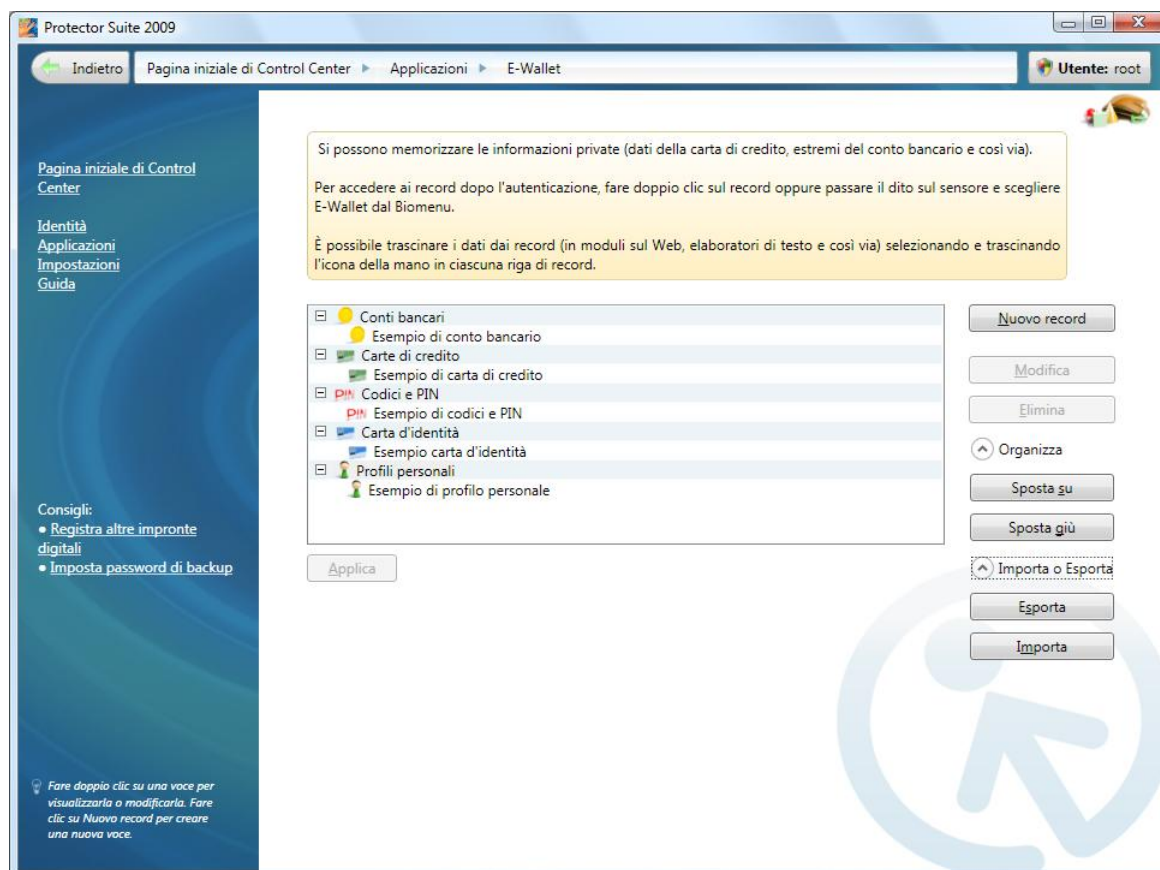 Protector Suite 2009
Indietro
Pagina iniziale di Control Center
Applicazioni
E-Wallet
Utente: root
Pagina iniziale di Control
Center
Identità
Applicazioni
Impostazioni
Guida
Consigli:
• Registra altre impronte
digitali
• Imposta password di backup
Fare doppio clic su una voce per
visualizzarla o modificarla. Fare
clic su Nuovo record per creare
una nuova voce.
Si possono memorizzare le informazioni private (dati della carta di credito, estremi del conto bancario e così via).
Per accedere ai record dopo l'autenticazione, fare doppio clic sul record oppure passare il dito sul sensore e scegliere
E-Wallet dal Biomenu.
È possibile trascinare i dati dai record (in moduli sul Web, elaboratori di testo e così via) selezionando e trascinando
l'icona della mano in ciascuna riga di record.
Conti bancari
Esempio di conto bancario
Carte di credito
Esempio di carta di credito
PIN Codici e PIN
PIN Esempio di codici e PIN
Carta d'identità
Esempio carta d'identità
Profili personali
Esempio di profilo personale
Applica
Nuovo record
Modifica
Elimina
Organizza
Sposta su
Sposta giù
Importa o Esporta
Esporta
Importa